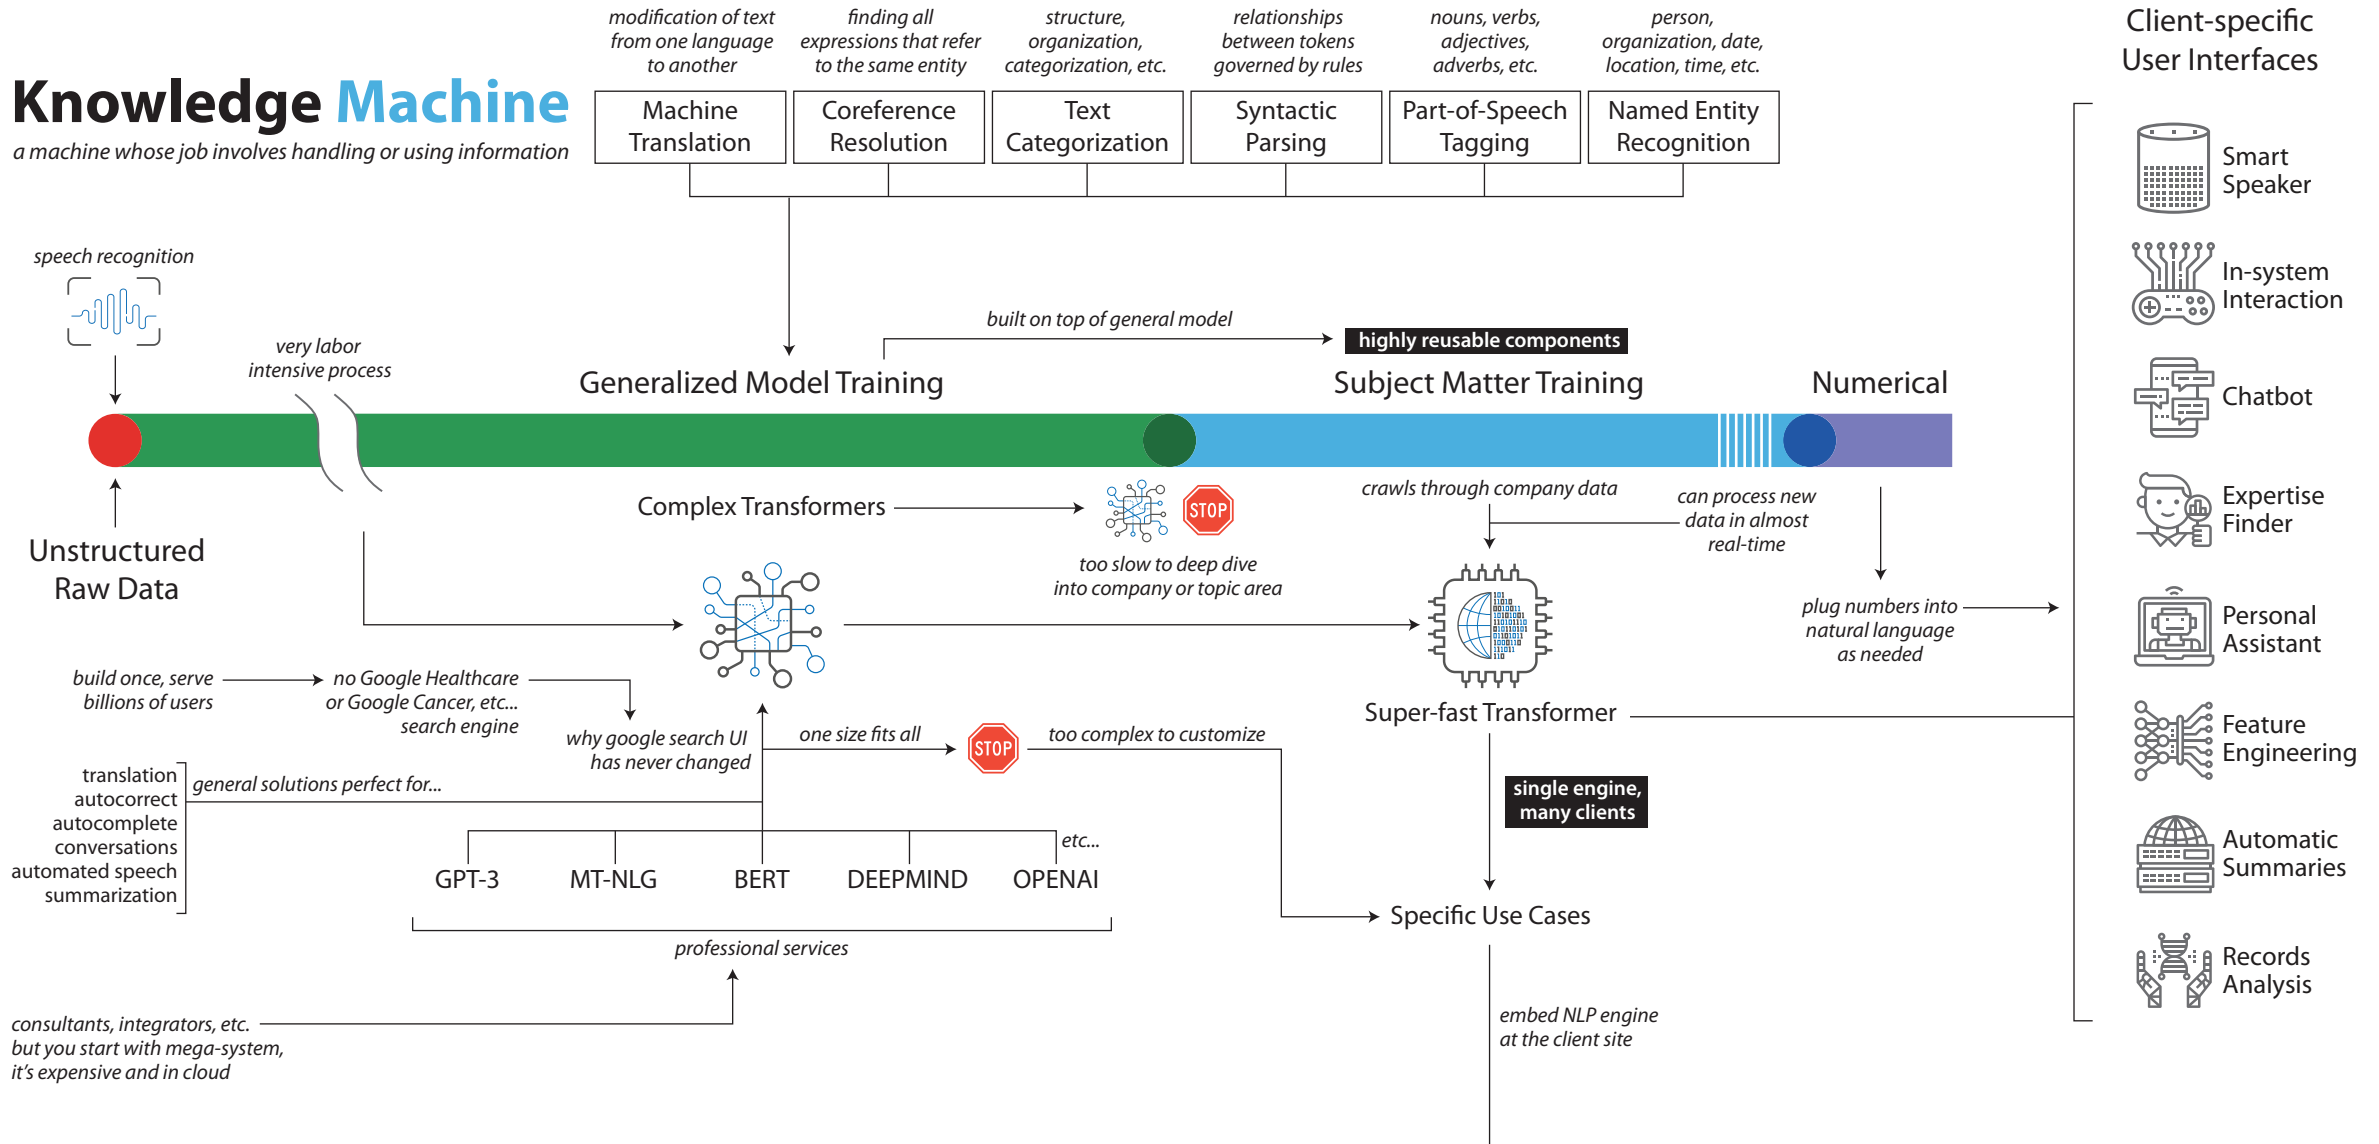 Knowledge Machine
a machine whose job involves handling or using information
modification of text
from one language
to another
Machine
Translation
finding all
expressions that refer
to the same entity
Coreference
Resolution
structure,
organization,
categorization, etc.
Text
Categorization
relationships
between tokens
governed by rules
Syntactic
Parsing
nouns, verbs,
adjectives,
adverbs, etc.
Part-of-Speech
Tagging
person,
organization, date,
location, time, etc.
Named Entity
Recognition
speech recognition
very labor
intensive process
Generalized Model Training
built on top of general model
highly reusable components
Subject Matter Training
Numerical
Unstructured
Raw Data
Complex Transformers
STOP
too slow to deep dive
into company or topic area
crawls through company data
can process new
data in almost
real-time
101
11010
0010011
10101001
110101110
010110101
01101011
1000110
111011
110
Super-fast Transformer
plug numbers into
natural language
as needed
build once, serve
billions of users
no Google Healthcare
or Google Cancer, etc...
search engine
why google search UI
has never changed
one size fits all
STOP
too complex to customize
translation
autocorrect
autocomplete
conversations
automated speech
summarization
general solutions perfect for...
etc...
GPT-3
MT-NLG
BERT
DEEPMIND
OPENAI
professional services
consultants, integrators, etc.
but you start with mega-system,
it's expensive and in cloud
single engine,
many clients
Specific Use Cases
embed NLP engine
at the client site
Client-specific
User Interfaces
Smart
Speaker
In-system
Interaction
Chatbot
Expertise
Finder
Personal
Assistant
Feature
Engineering
Automatic
Summaries
Records
Analysis